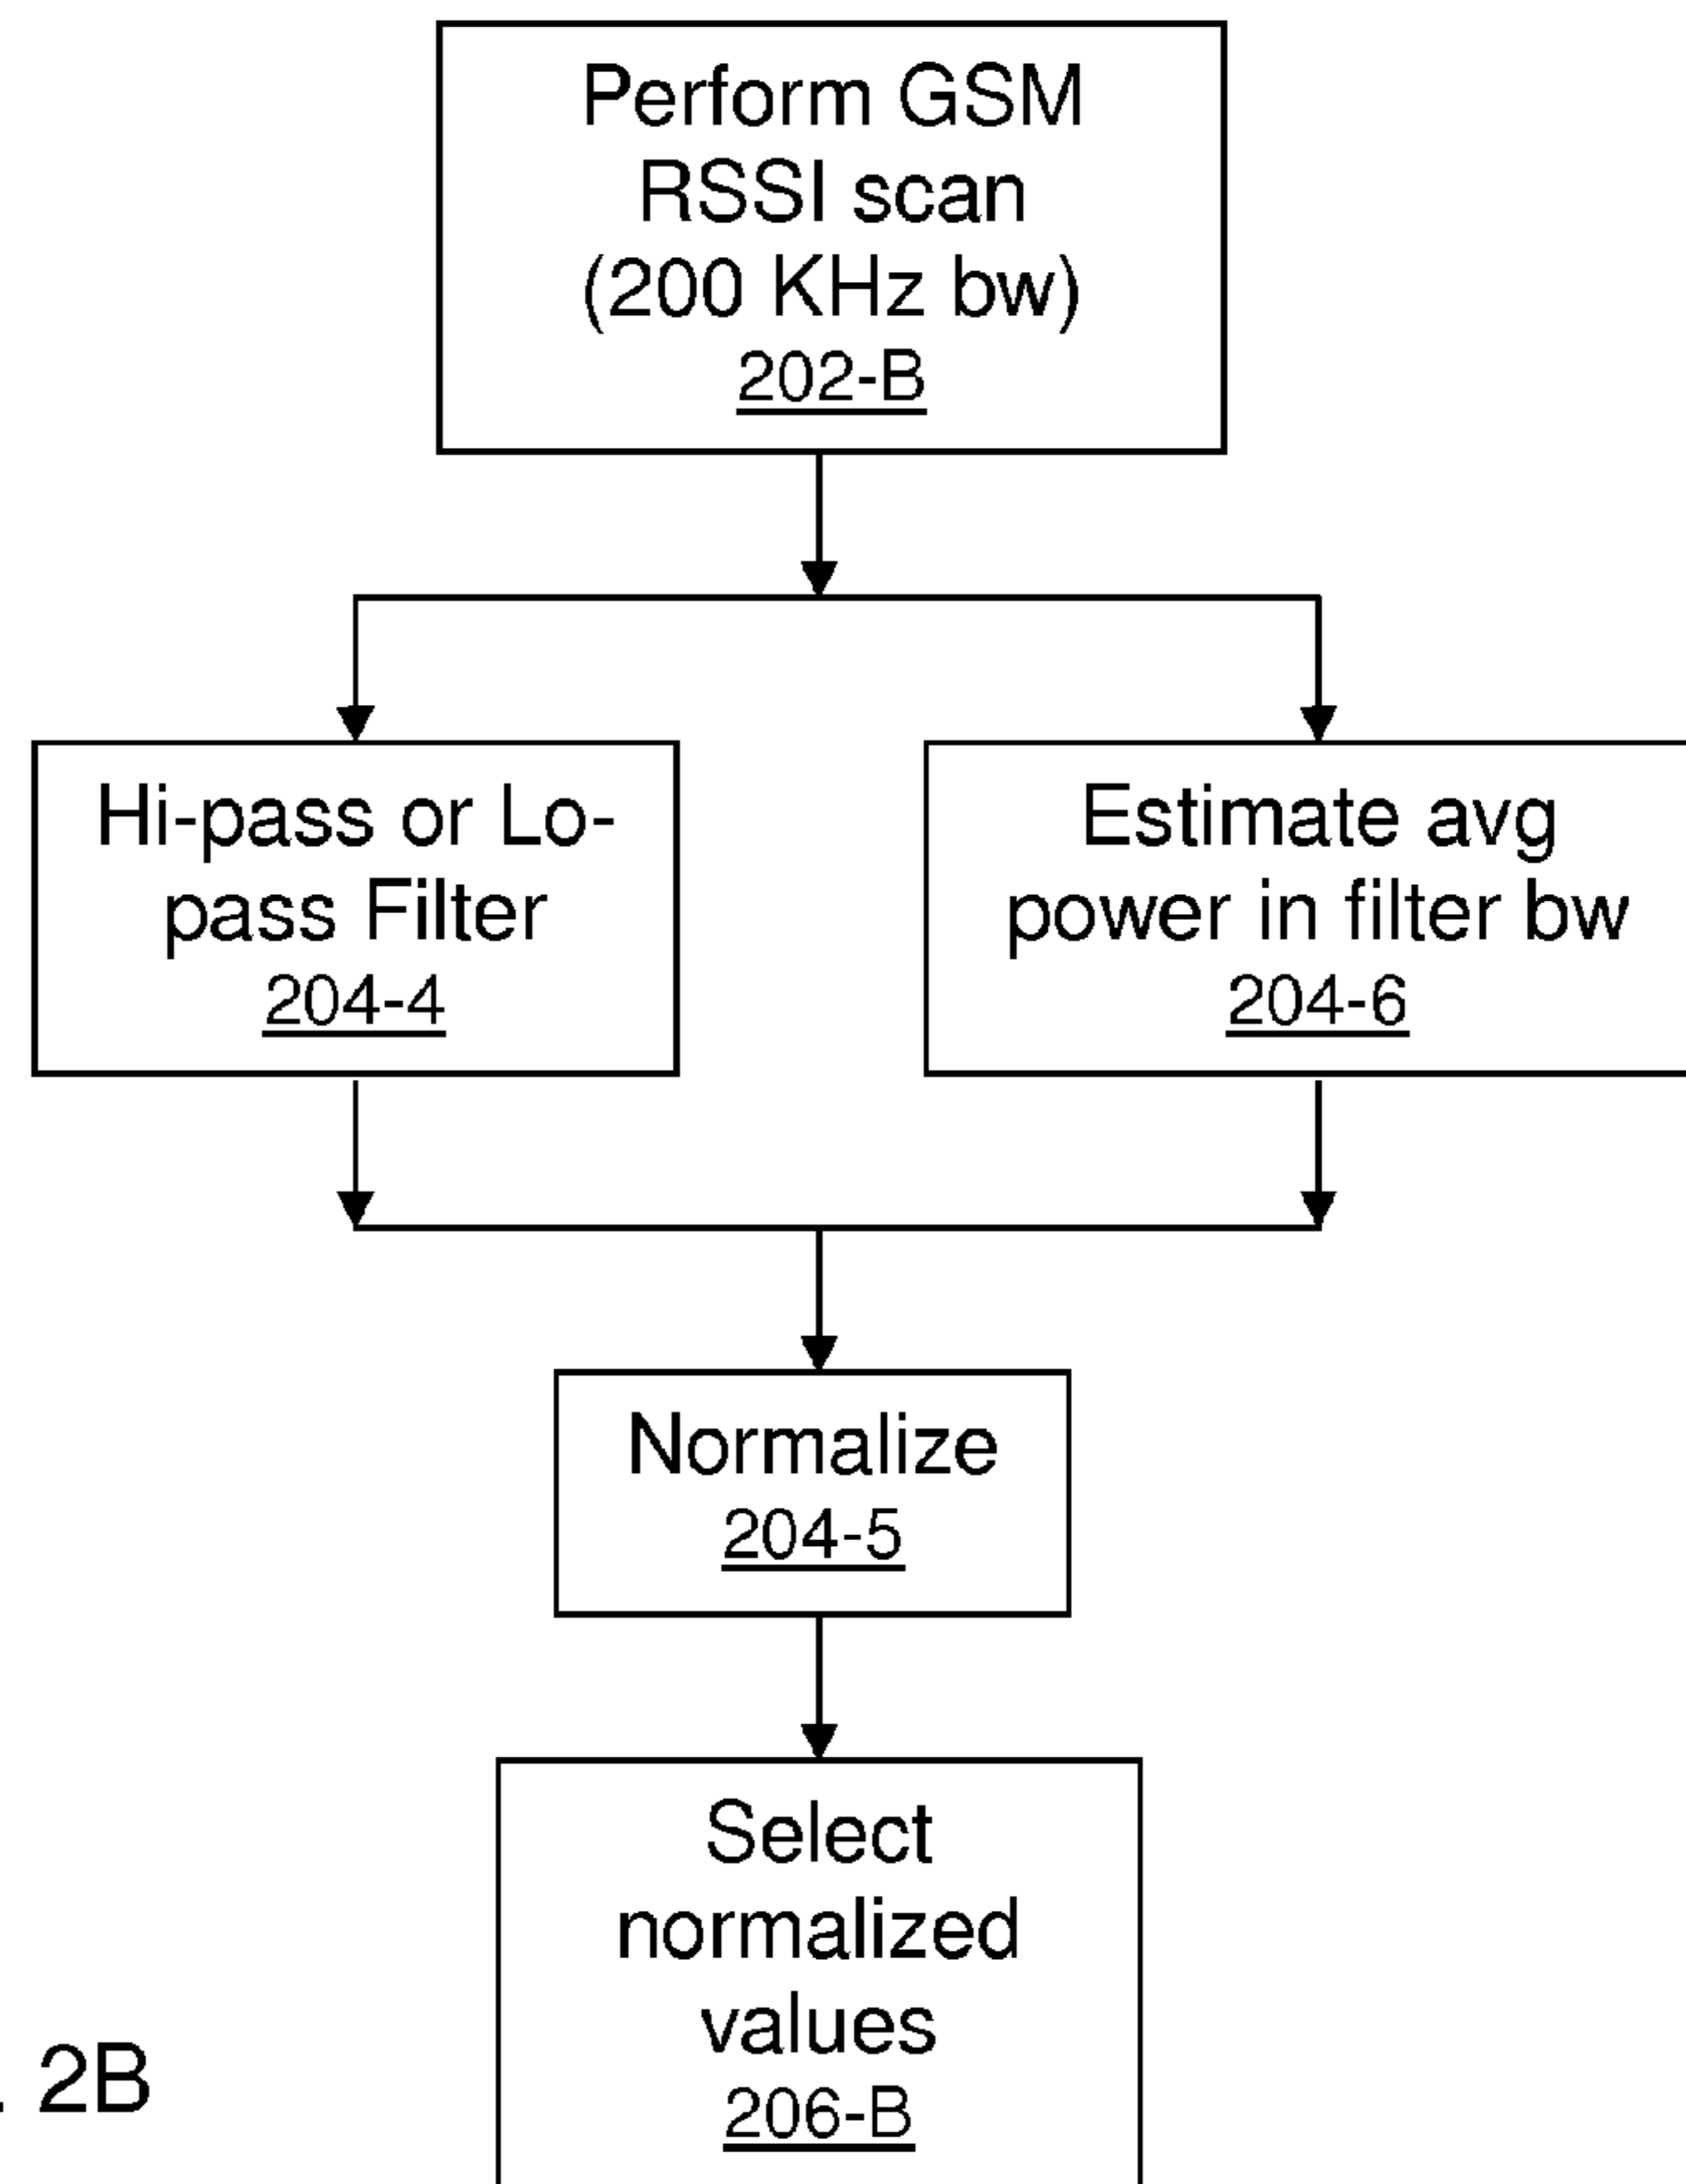 Perform GSM
RSSI scan
(200 KHz bw)
202-B
Hi-pass or Lo-
pass Filter
204-4
Estimate avg
power in filter bw
204-6
Normalize
204-5
Select
normalized
values
206-B
. 2B